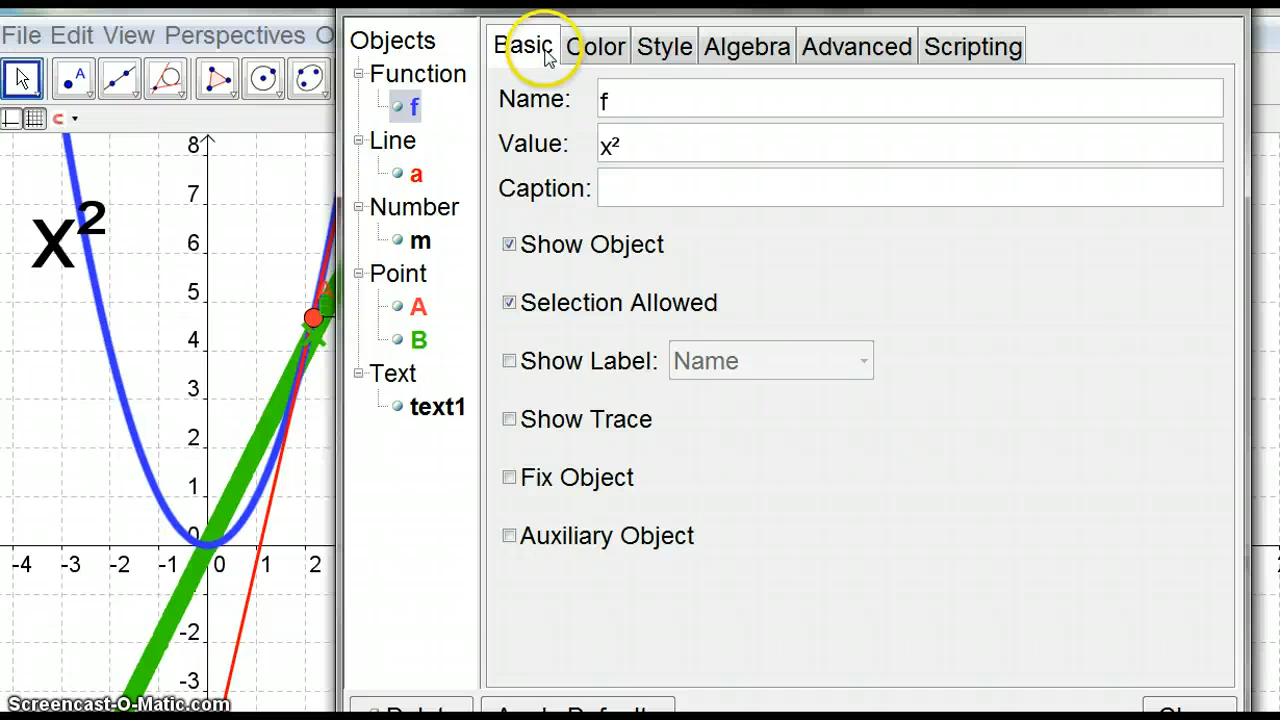 File Edit View Perspectives O
x²
8
7
6
5
4
3
2
1
0
-2
-3
-4 -3 -2 -1 0 1 2
Objects
Function
f
Line
a
Number
m
Point
A
B
Text
text1
Basic Color Style Algebra Advanced Scripting
Name: f
Value: x²
Caption:
Show Object
Selection Allowed
Show Label: Name
Show Trace
Fix Object
Auxiliary Object
Screencast-O-Matic.com